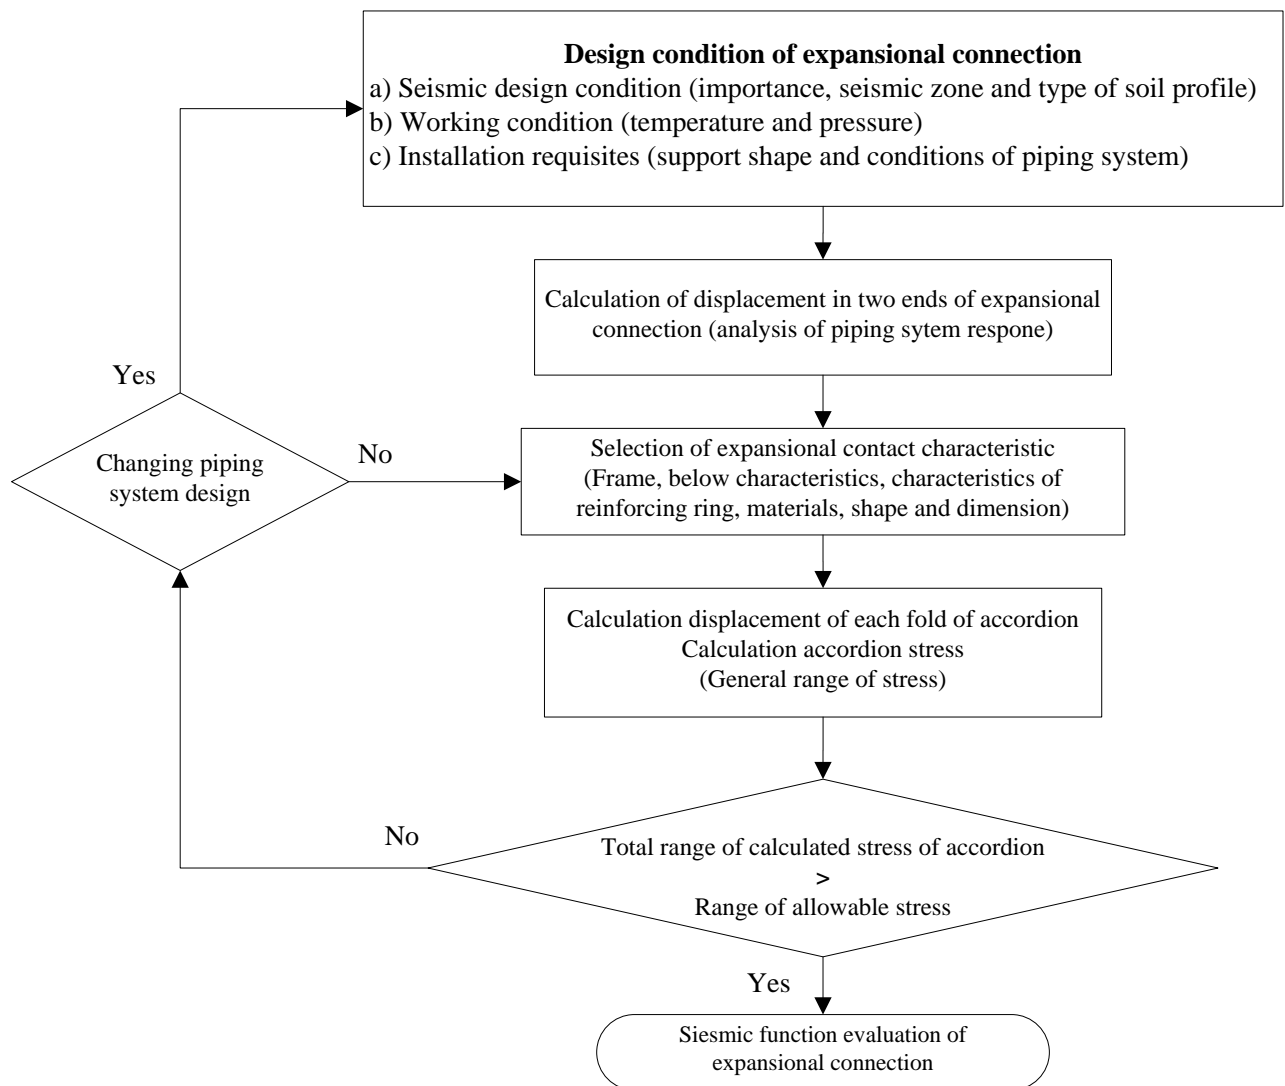 Design condition of expansional connection
a) Seismic design condition (importance, seismic zone and type of soil profile)
b) Working condition (temperature and pressure)
c) Installation requisites (support shape and conditions of piping system)
Calculation of displacement in two ends of expansional
connection (analysis of piping sytem respone)
Yes
Changing piping
system design
No
Selection of expansional contact characteristic
(Frame, below characteristics, characteristics of
reinforcing ring, materials, shape and dimension)
Calculation displacement of each fold of accordion
Calculation accordion stress
(General range of stress)
No
Total range of calculated stress of accordion
>
Range of allowable stress
Yes
Siesmic function evaluation of
expansional connection